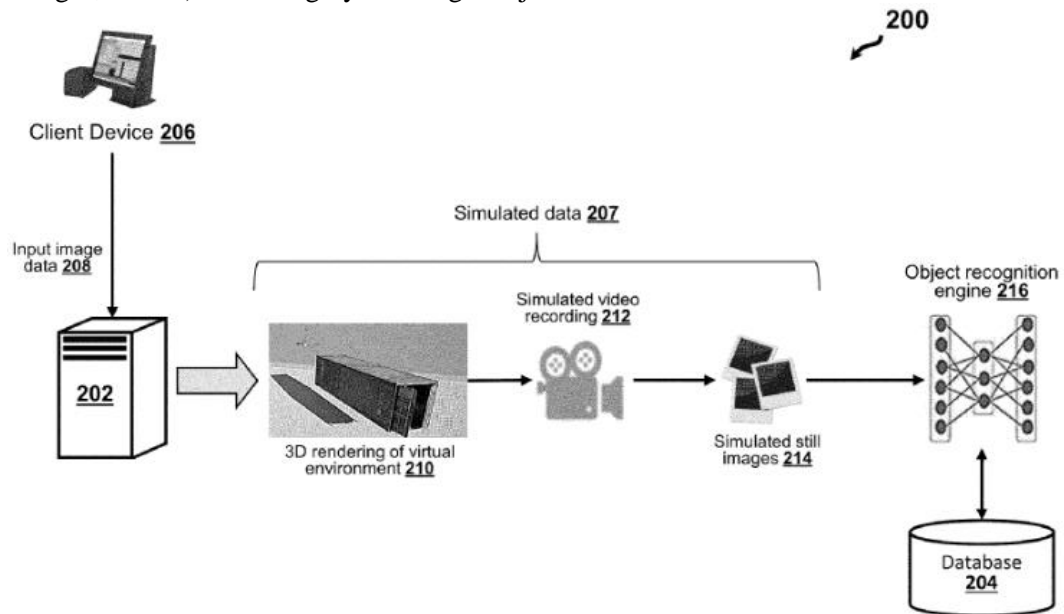 200
Client Device 206
Simulated data 207
Input image
data 208
202
3D rendering of virtual
environment 210
Simulated video
recording 212
Simulated still
images 214
Object recognition
engine 216
Database
204